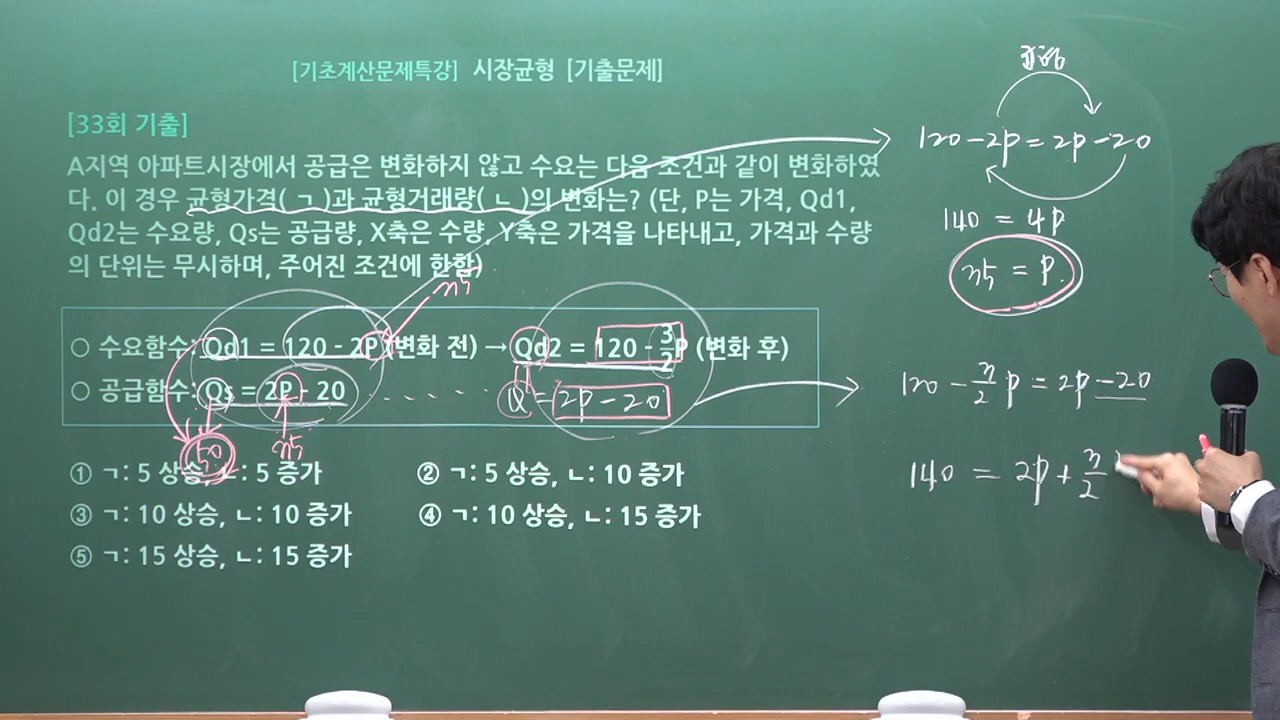 [기초계산문제특강] 시장균형 [기출문제]
[33회 기출]
A지역 아파트시장에서 공급은 변화하지 않고 수요는 다음 조건과 같이 변화하였
다. 이 경우 균형가격( ㄱ )과 균형거래량( ㄴ )의 변화는? (단, P는 가격, Qd1,
Qd2는 수요량, Qs는 공급량, X축은 수량, Y축은 가격을 나타내고, 가격과 수량
의 단위는 무시하며, 주어진 조건에 한함)
35
○ 수요함수: Qd1 = 120 - 2P (변화 전) → Qd2 = 120 - 3/2P (변화 후)
○ 공급함수: Qs = 2P - 20 . . . . . . Q = 2P - 20
50 35
① ㄱ: 5 상승, ㄴ: 5 증가 ② ㄱ: 5 상승, ㄴ: 10 증가
③ ㄱ: 10 상승, ㄴ: 10 증가 ④ ㄱ: 10 상승, ㄴ: 15 증가
⑤ ㄱ: 15 상승, ㄴ: 15 증가
120 - 2P = 2P - 20
140 = 4P
35 = P.
120 - 3/2 P = 2P - 20
140 = 2P + 3/2